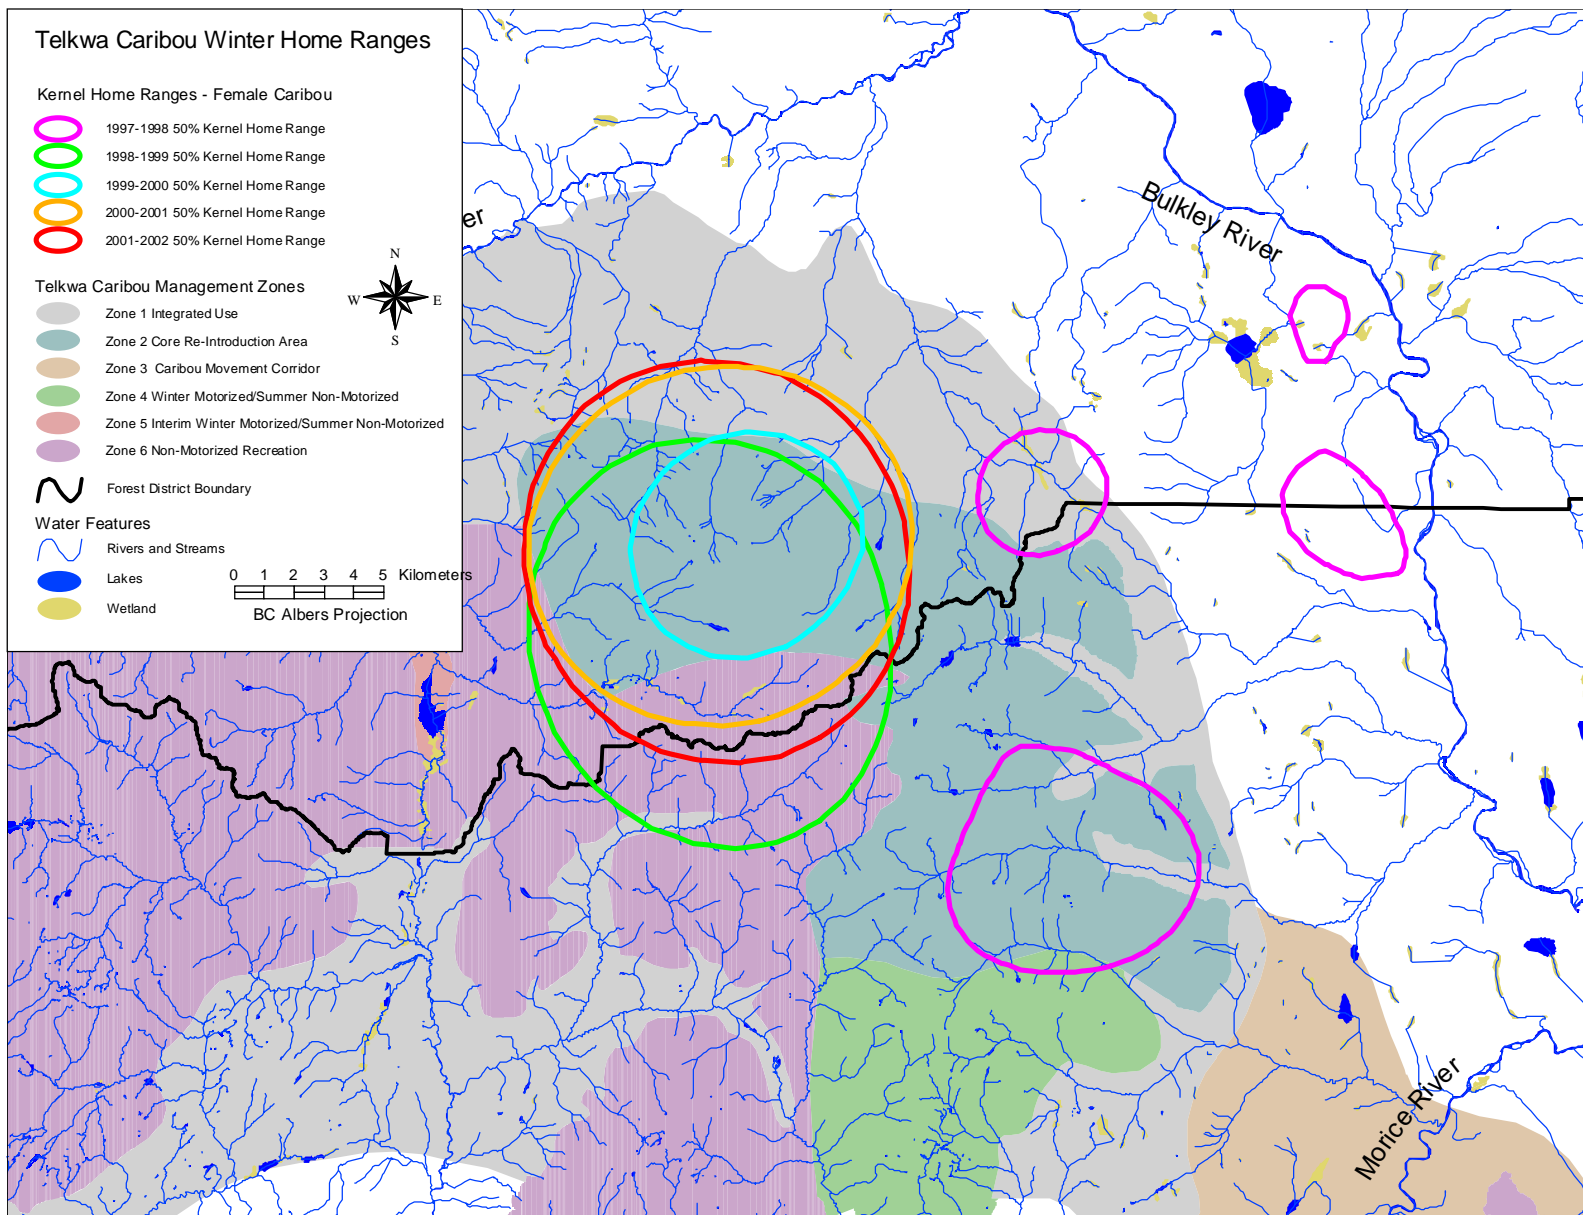 Telkwa Caribou Winter Home Ranges
Kernel Home Ranges - Female Caribou
1997-1998 50% Kernel Home Range
1998-1999 50% Kernel Home Range
1999-2000 50% Kernel Home Range
2000-2001 50% Kernel Home Range
2001-2002 50% Kernel Home Range
N
W E
S
Telkwa Caribou Management Zones
Zone 1 Integrated Use
Zone 2 Core Re-Introduction Area
Zone 3 Caribou Movement Corridor
Zone 4 Winter Motorized/Summer Non-Motorized
Zone 5 Interim Winter Motorized/Summer Non-Motorized
Zone 6 Non-Motorized Recreation
Forest District Boundary
Water Features
Rivers and Streams
Lakes
Wetland
0 1 2 3 4 5 Kilometers
BC Albers Projection
er
Bulkley River
Morice River